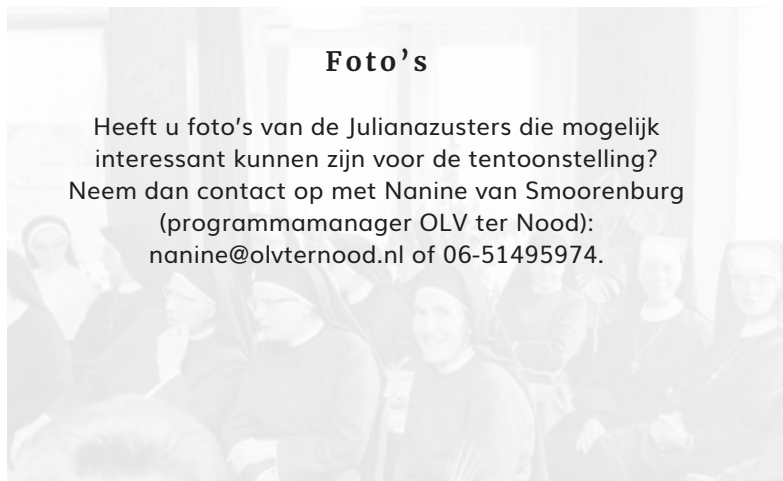 Foto’s
Heeft u foto’s van de Julianazusters die mogelijk
interessant kunnen zijn voor de tentoonstelling?
Neem dan contact op met Nanine van Smoorenburg
(programmamanager OLV ter Nood):
nanine@olvternood.nl of 06-51495974.